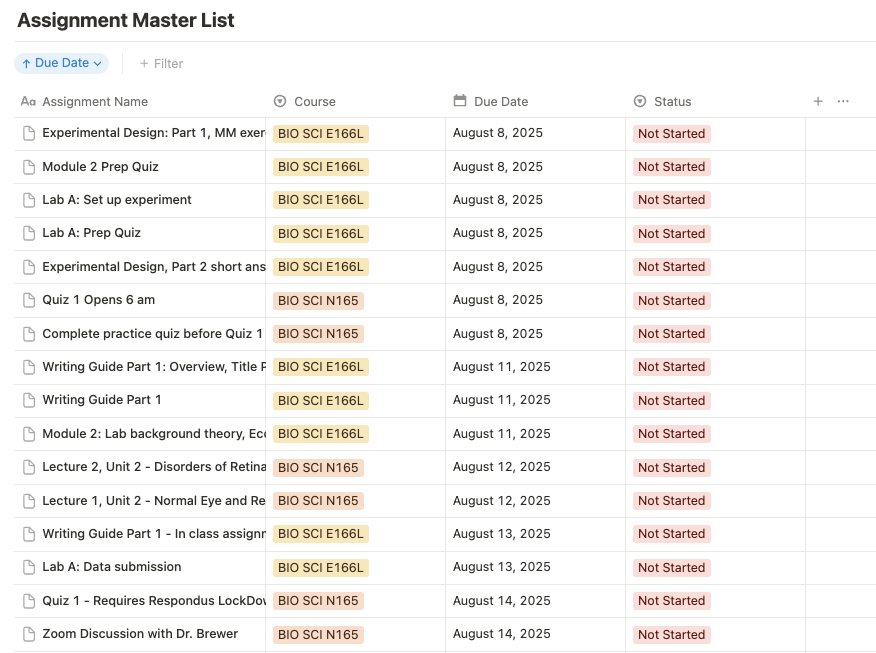 Assignment Master List
Due Date
Filter
Aa Assignment Name Course Due Date Status
Experimental Design: Part 1, MM exer BIO SCI E166L August 8, 2025 Not Started
Module 2 Prep Quiz BIO SCI E166L August 8, 2025 Not Started
Lab A: Set up experiment BIO SCI E166L August 8, 2025 Not Started
Lab A: Prep Quiz BIO SCI E166L August 8, 2025 Not Started
Experimental Design, Part 2 short ans BIO SCI E166L August 8, 2025 Not Started
Quiz 1 Opens 6 am BIO SCI N165 August 8, 2025 Not Started
Complete practice quiz before Quiz 1 BIO SCI N165 August 8, 2025 Not Started
Writing Guide Part 1: Overview, Title P BIO SCI E166L August 11, 2025 Not Started
Writing Guide Part 1 BIO SCI E166L August 11, 2025 Not Started
Module 2: Lab background theory, Eco BIO SCI E166L August 11, 2025 Not Started
Lecture 2, Unit 2 - Disorders of Retina BIO SCI N165 August 12, 2025 Not Started
Lecture 1, Unit 2 - Normal Eye and Re BIO SCI N165 August 12, 2025 Not Started
Writing Guide Part 1 - In class assignm BIO SCI E166L August 13, 2025 Not Started
Lab A: Data submission BIO SCI E166L August 13, 2025 Not Started
Quiz 1 - Requires Respondus LockDow BIO SCI N165 August 14, 2025 Not Started
Zoom Discussion with Dr. Brewer BIO SCI N165 August 14, 2025 Not Started